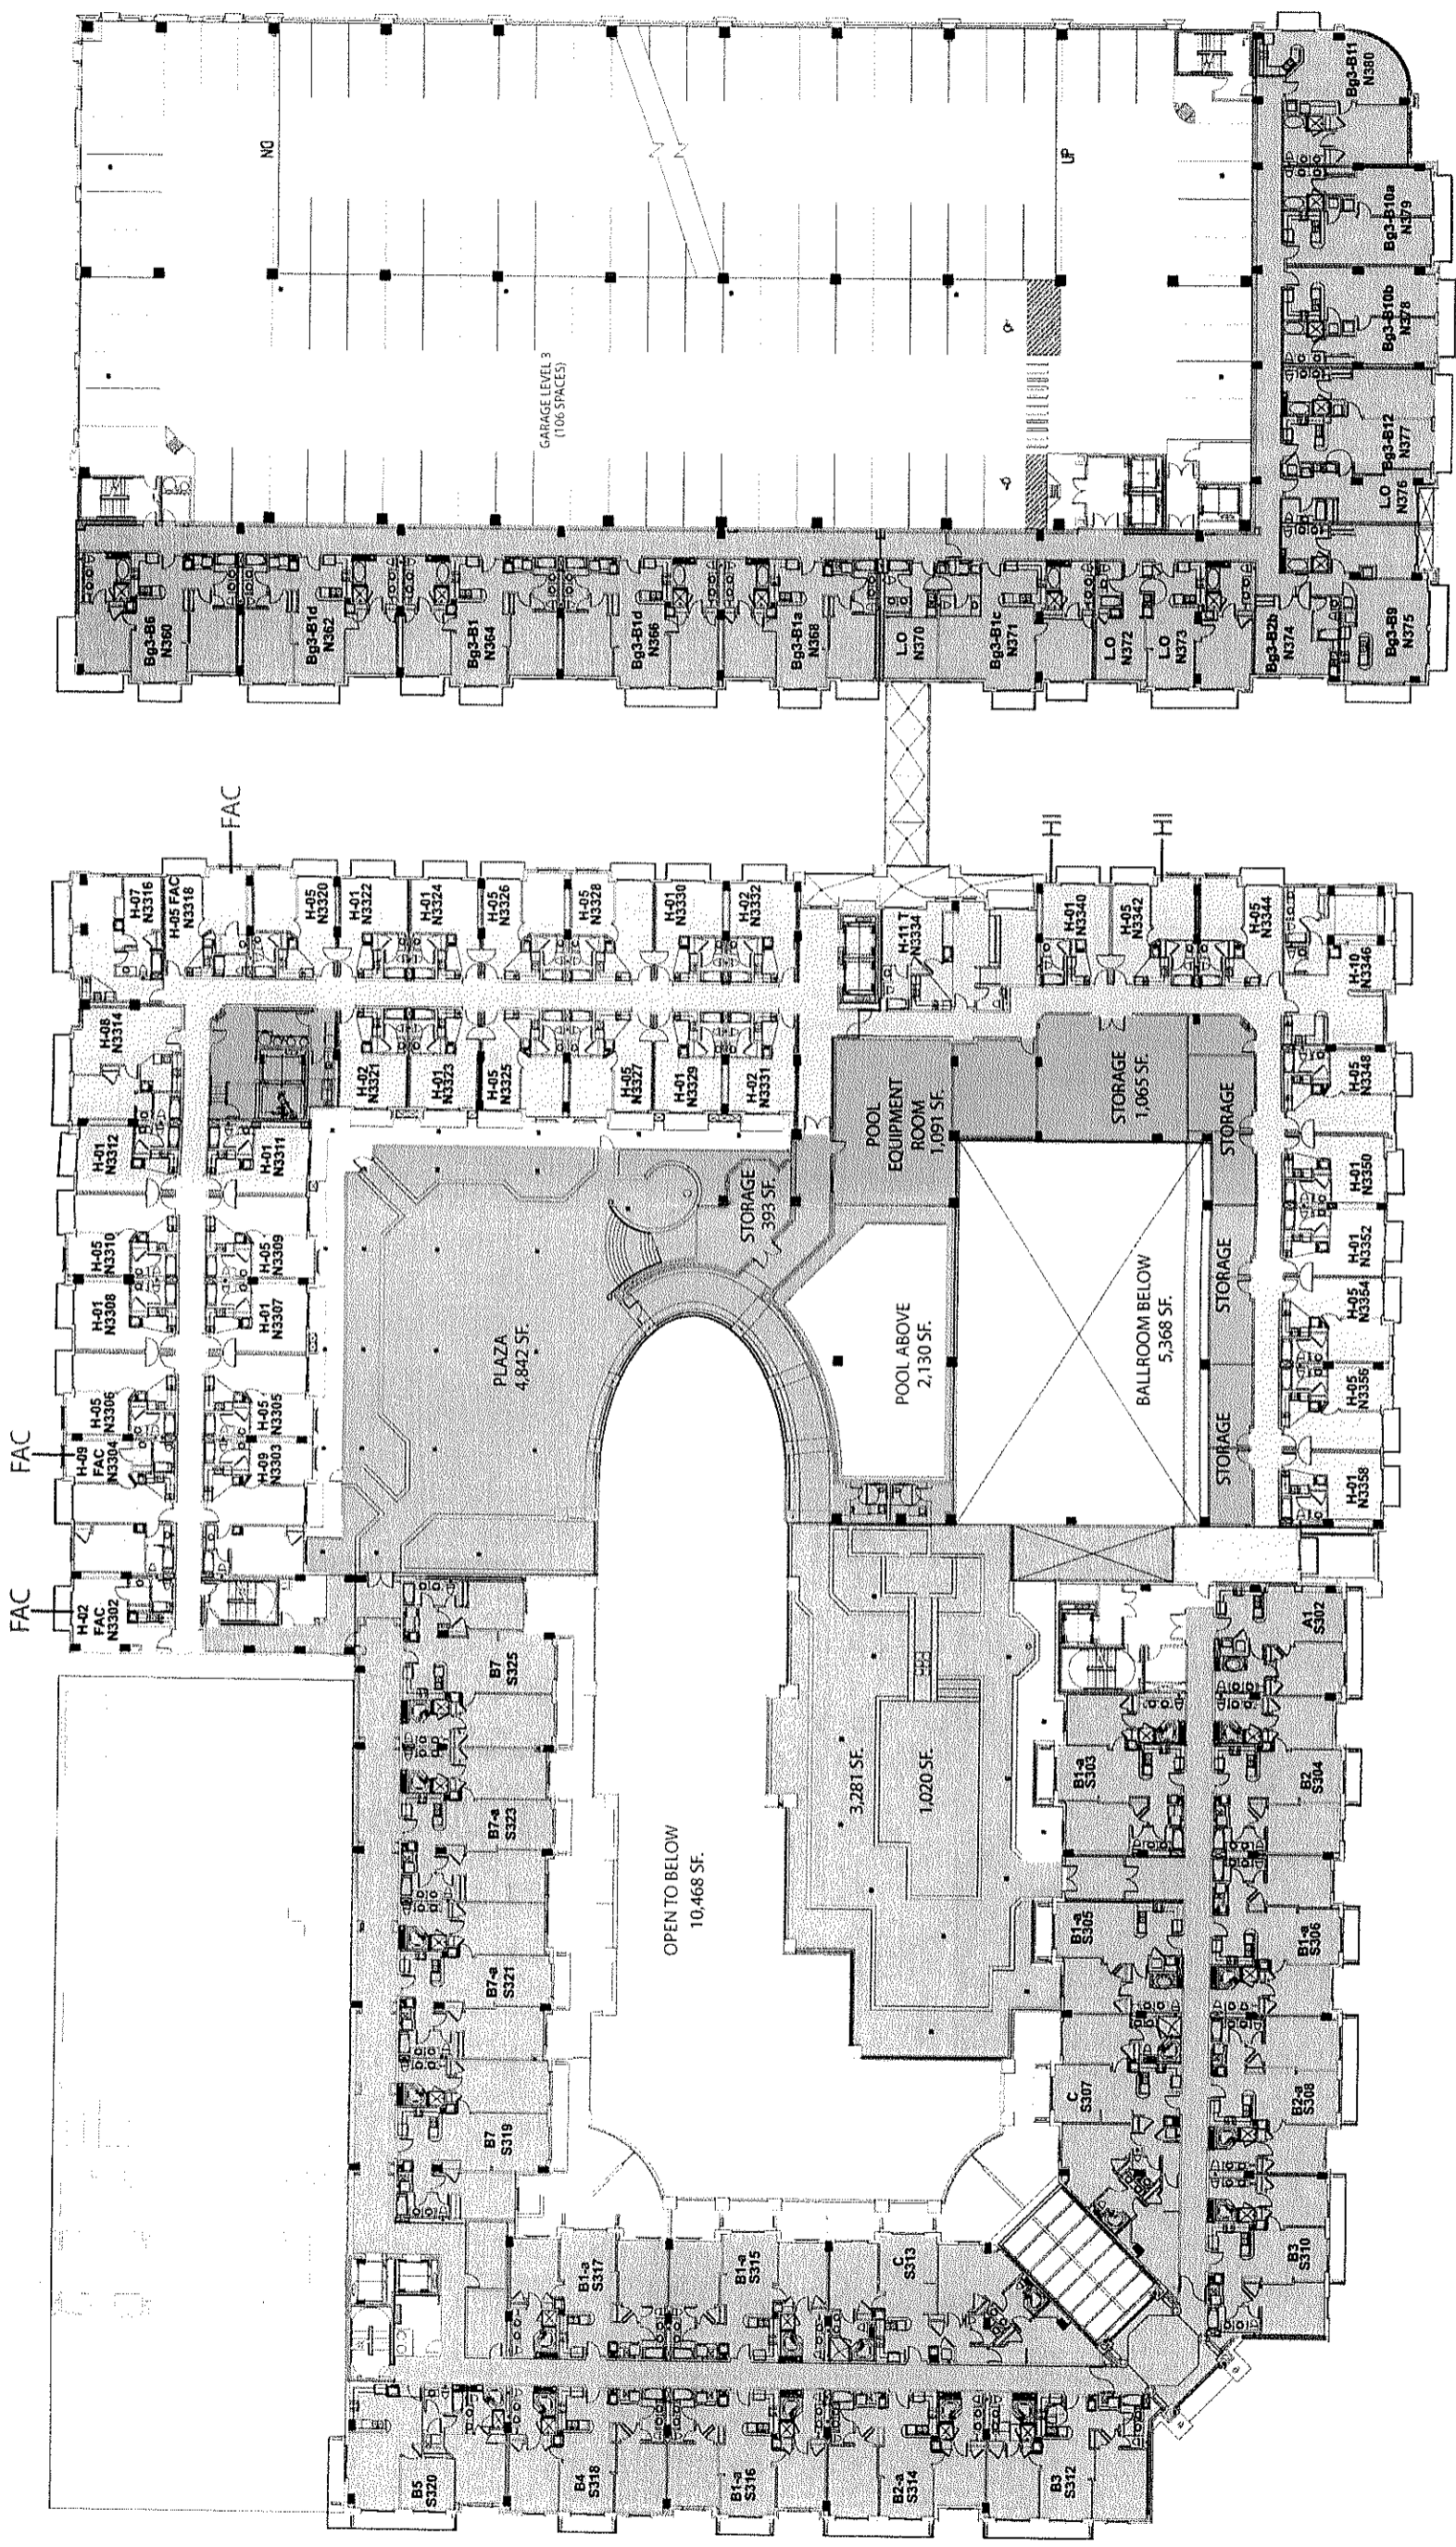 NO
UP
GARAGE LEVEL 3
(106 SPACES)
Bg3-B11
N380
Bg3-B10a
N379
Bg3-B10b
N378
Bg3-B12
N377
L.O
N376
Bg3-B6
N360
Bg3-B1d
N362
Bg3-B1
N364
Bg3-B1d
N366
Bg3-B1a
N368
L.O
N370
Bg3-B1c
N371
L.O
N372
L.O
N373
Bg3-B2b
N374
Bg3-B9
N375
FAC
HI
HI
H-07
N3316
H-05 FAC
N3318
H-05
N3320
H-01
N3322
H-01
N3324
H-05
N3326
H-05
N3328
H-01
N3330
H-02
N3332
H-11 T
N3334
H-01
N3340
H-05
N3342
H-05
N3344
H-10
N3346
H-08
N3314
H-02
N3321
H-01
N3323
H-05
N3325
H-05
N3327
H-01
N3329
H-02
N3331
POOL
EQUIPMENT
ROOM
1,091 SF.
STORAGE
1,065 SF.
STORAGE
H-05
N3348
H-01
N3312
H-01
N3311
STORAGE
393 SF.
H-01
N3350
H-05
N3310
H-05
N3309
STORAGE
H-01
N3352
H-01
N3308
H-01
N3307
H-05
N3354
PLAZA
4,842 SF.
POOL ABOVE
2,130 SF.
BALLROOM BELOW
5,368 SF.
H-05
N3306
H-05
N3305
STORAGE
H-05
N3356
FAC
H-09
FAC
N3304
H-09
N3303
H-01
N3358
FAC
H-02
FAC
N3302
B7
S325
A1
S302
B7-a
S323
3,281 SF.
1,020 SF.
B1-a
S303
B2
S304
OPEN TO BELOW
10,468 SF.
B7-a
S321
B1-a
S305
B1-a
S306
B7
S319
C
S307
B2-a
S308
B1-a
S317
B1-a
S315
C
S313
B3
S310
B5
S320
B4
S318
B1-a
S316
B2-a
S314
B3
S312